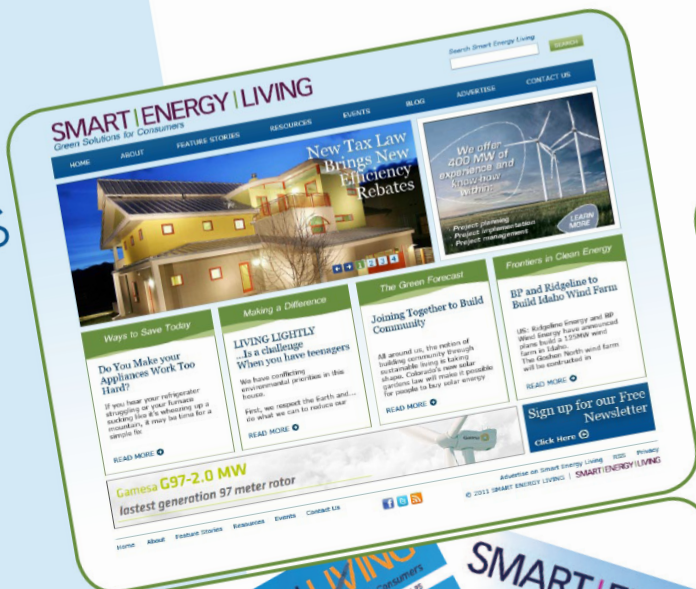 S
Search Smart Energy Living
SEARCH
SMART|ENERGY|LIVING
Green Solutions for Consumers
HOME ABOUT FEATURE STORIES RESOURCES EVENTS BLOG ADVERTISE CONTACT US
New Tax Law
Brings New
Efficiency
Rebates
1 2 3 4
We offer
400 MW of
experience and
know-how
within:
· Project planning
· Project implementation
· Project management
LEARN
MORE
Ways to Save Today
Do You Make your
Appliances Work Too
Hard?
If you hear your refrigerater
struggling or your furnace
sucking like it's wheezing up a
mountain, it may be time for a
simple fix
READ MORE
Making a Difference
LIVING LIGHTLY
...Is a challenge
When you have teenagers
We have conflicting
environmental priorities in this
house.
First, we respect the Earth and...
do what we can to reduce our
READ MORE
The Green Forecast
Joining Together to Build
Community
All around us, the notion of
building community through
sustainable living is taking
shape. Colorado's new solar
gardens law will make it possible
for people to buy solar energy
READ MORE
Frontiers in Clean Energy
BP and Ridgeline to
Build Idaho Wind Farm
US: Ridgeline Energy and BP
Wind Energy have announced
plans build a 125MW wind
farm in Idaho.
The Goshen North wind farm
will be contructed in
READ MORE
Gamesa G97-2.0 MW
lastest generation 97 meter rotor
Sign up for our Free
Newsletter
Click Here
Home About Feature Stories Resources Events Contact Us
Advertise on Smart Energy Living RSS Privacy
© 2011 SMART ENERGY LIVING | SMART|ENERGY|LIVING
LIVING
Consumers
SMART|E